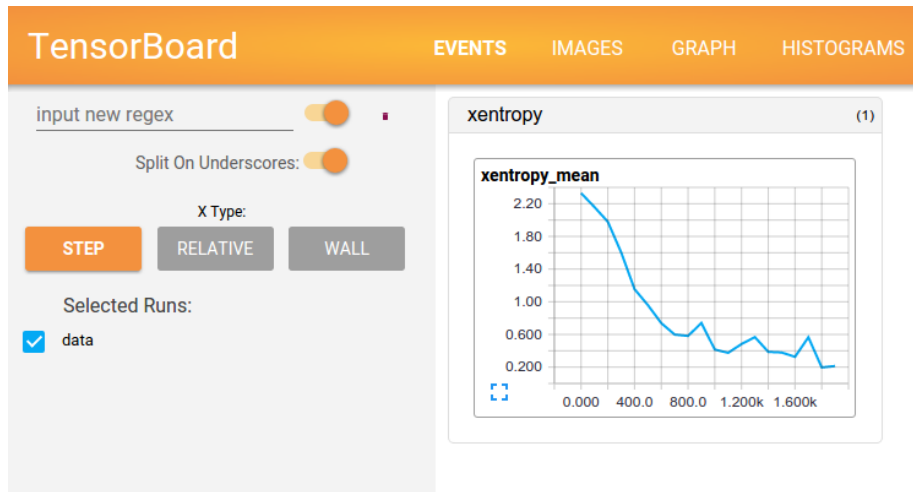 TensorBoard
EVENTS IMAGES GRAPH HISTOGRAMS
input new regex
Split On Underscores:
X Type:
STEP RELATIVE WALL
Selected Runs:
data
xentropy (1)
xentropy_mean
2.20
1.80
1.40
1.00
0.600
0.200
0.000 400.0 800.0 1.200k 1.600k